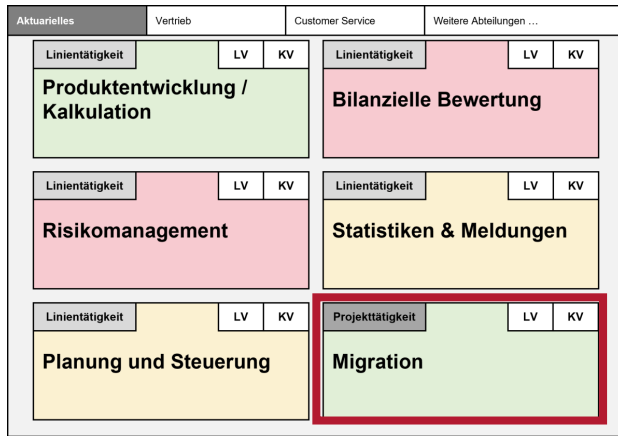 Aktuarielles Vertrieb Customer Service Weitere Abteilungen …
Linientätigkeit LV KV
Produktentwicklung /
Kalkulation
Linientätigkeit LV KV
Bilanzielle Bewertung
Linientätigkeit LV KV
Risikomanagement
Linientätigkeit LV KV
Statistiken & Meldungen
Linientätigkeit LV KV
Planung und Steuerung
Projekttätigkeit LV KV
Migration